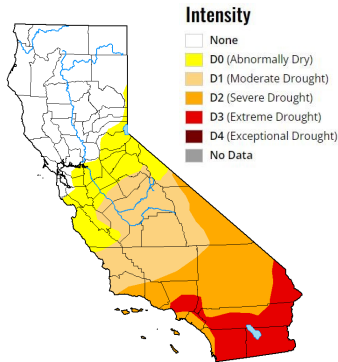 Intensity
None
D0 (Abnormally Dry)
D1 (Moderate Drought)
D2 (Severe Drought)
D3 (Extreme Drought)
D4 (Exceptional Drought)
No Data